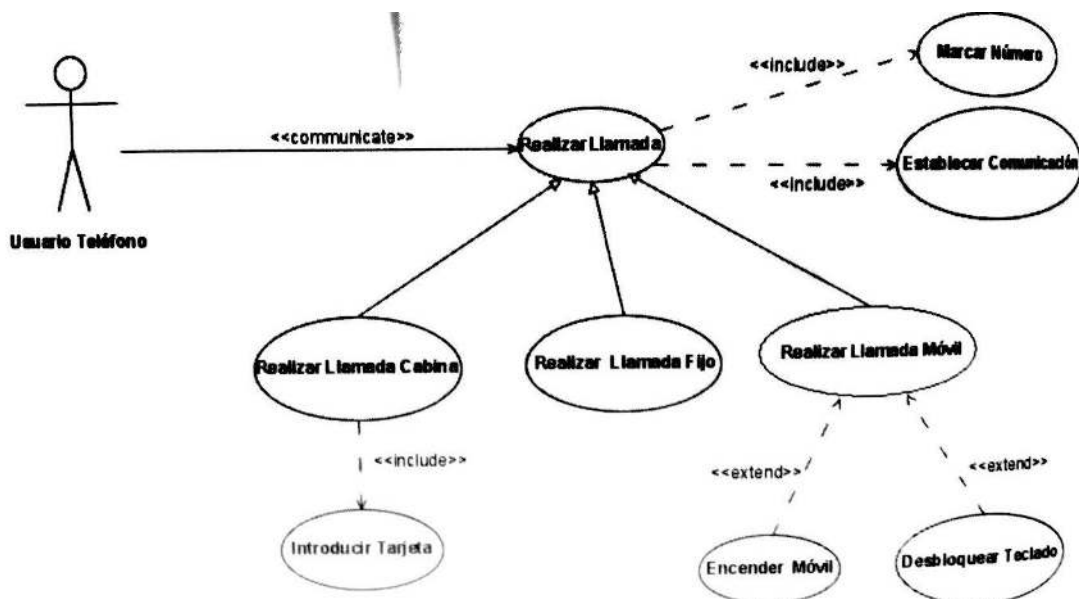 Marcar Número
<<include>>
<<communicate>>
Realizar Llamada
Establecer Comunicación
<<include>>
Usuario Teléfono
Realizar Llamada Cabina
Realizar Llamada Fijo
Realizar Llamada Móvil
<<include>>
<<extend>>
<<extend>>
Introducir Tarjeta
Encender Móvil
Desbloquear Teclado